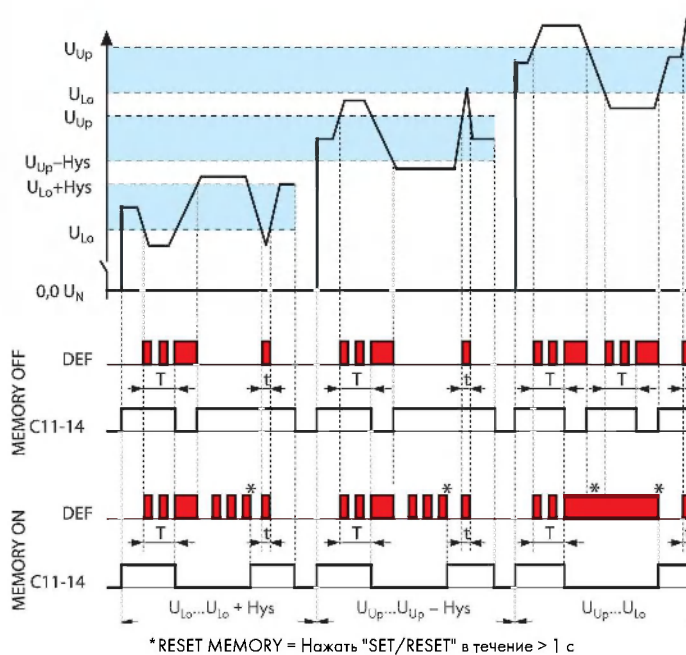 U_Up
U_Lo
U_Up
U_Up–Hys
U_Lo+Hys
U_Lo
0,0 U_N
MEMORY OFF
DEF
T t T t T T
C11-14
MEMORY ON
* * * *
DEF
T t T t T
C11-14
U_Lo...U_Lo + Hys U_Up...U_Up – Hys U_Up...U_Lo
*RESET MEMORY = Нажать "SET/RESET" в течение > 1 с